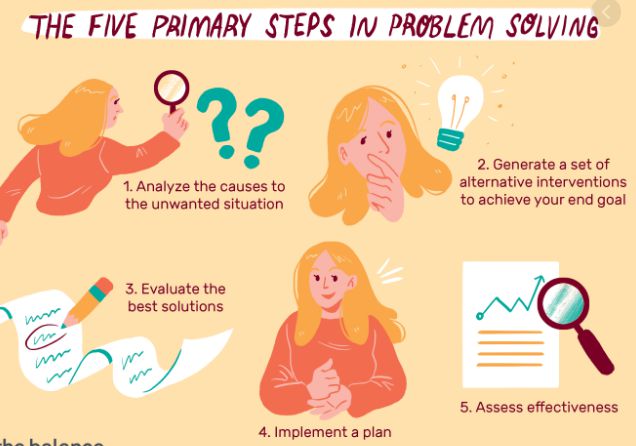 THE FIVE PRIMARY STEPS IN PROBLEM SOLVING
??
1. Analyze the causes to
the unwanted situation
2. Generate a set of
alternative interventions
to achieve your end goal
3. Evaluate the
best solutions
4. Implement a plan
5. Assess effectiveness
the balance